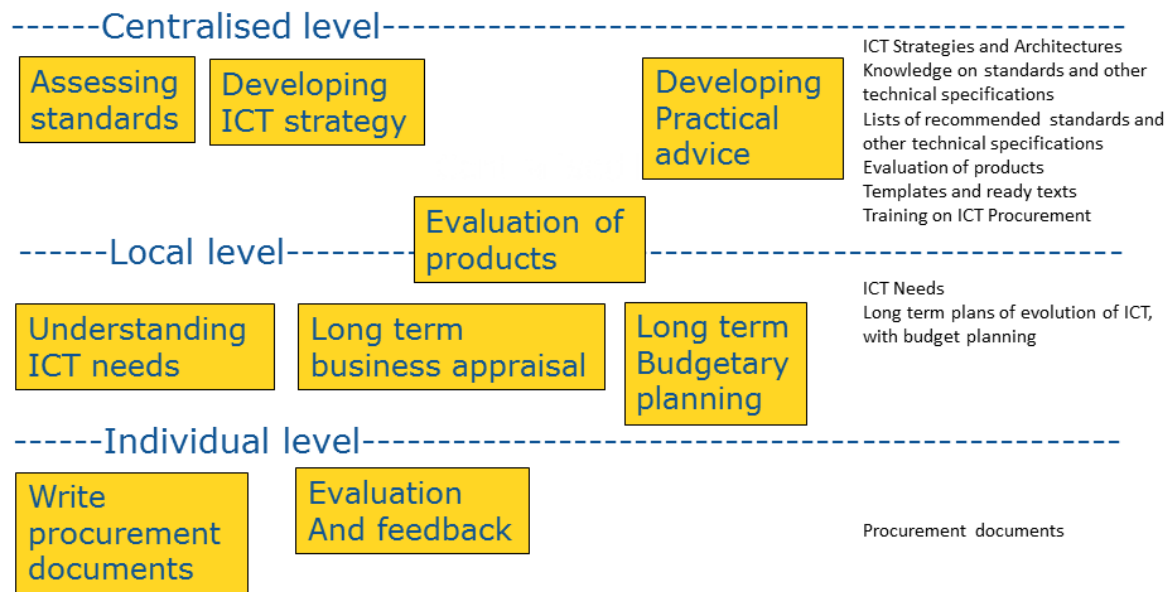 ------Centralised level--------------------------------------------------
Assessing
standards
Developing
ICT strategy
Developing
Practical
advice
ICT Strategies and Architectures
Knowledge on standards and other
technical specifications
Lists of recommended standards and
other technical specifications
Evaluation of products
Templates and ready texts
Training on ICT Procurement
Evaluation of
products
------Local level--------------------------------------------------
Understanding
ICT needs
Long term
business appraisal
Long term
Budgetary
planning
ICT Needs
Long term plans of evolution of ICT,
with budget planning
------Individual level--------------------------------------------------
Write
procurement
documents
Evaluation
And feedback
Procurement documents